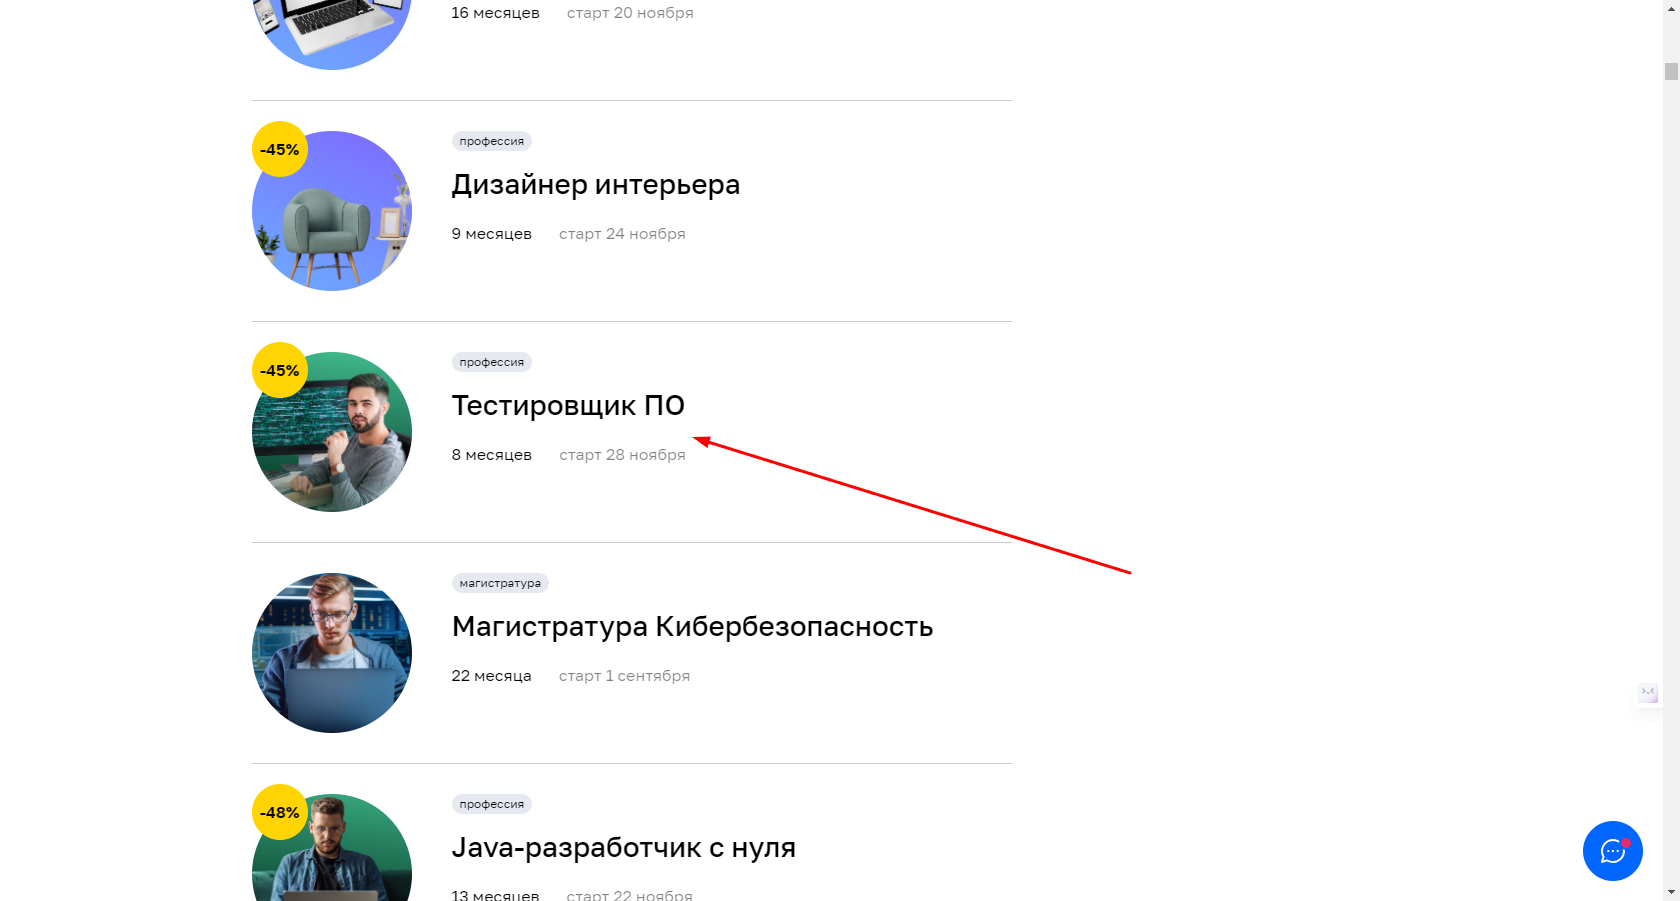 16 месяцев старт 20 ноября
-45%
профессия
Дизайнер интерьера
9 месяцев старт 24 ноября
-45%
профессия
Тестировщик ПО
8 месяцев старт 28 ноября
магистратура
Магистратура Кибербезопасность
22 месяца старт 1 сентября
-48%
профессия
Java-разработчик с нуля
13 месяцев старт 22 ноября